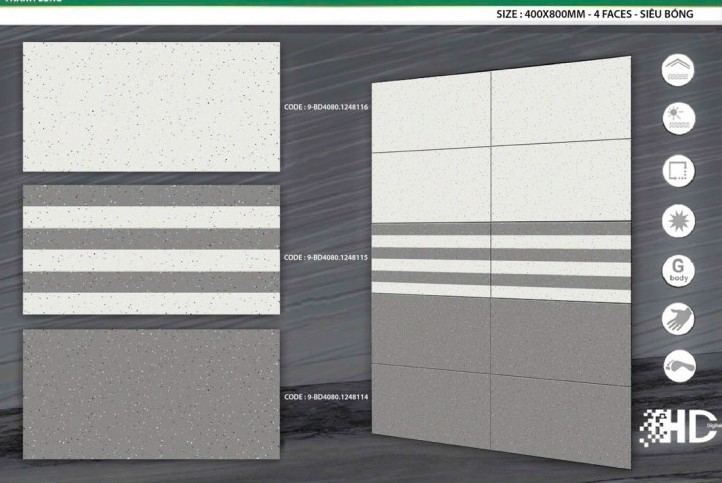 SIZE : 400X800MM - 4 FACES - SIÊU BÓNG
CODE : 9-BD4080.1248116
CODE : 9-BD4080.1248115
CODE : 9-BD4080.1248114
G
body
HD
Digital